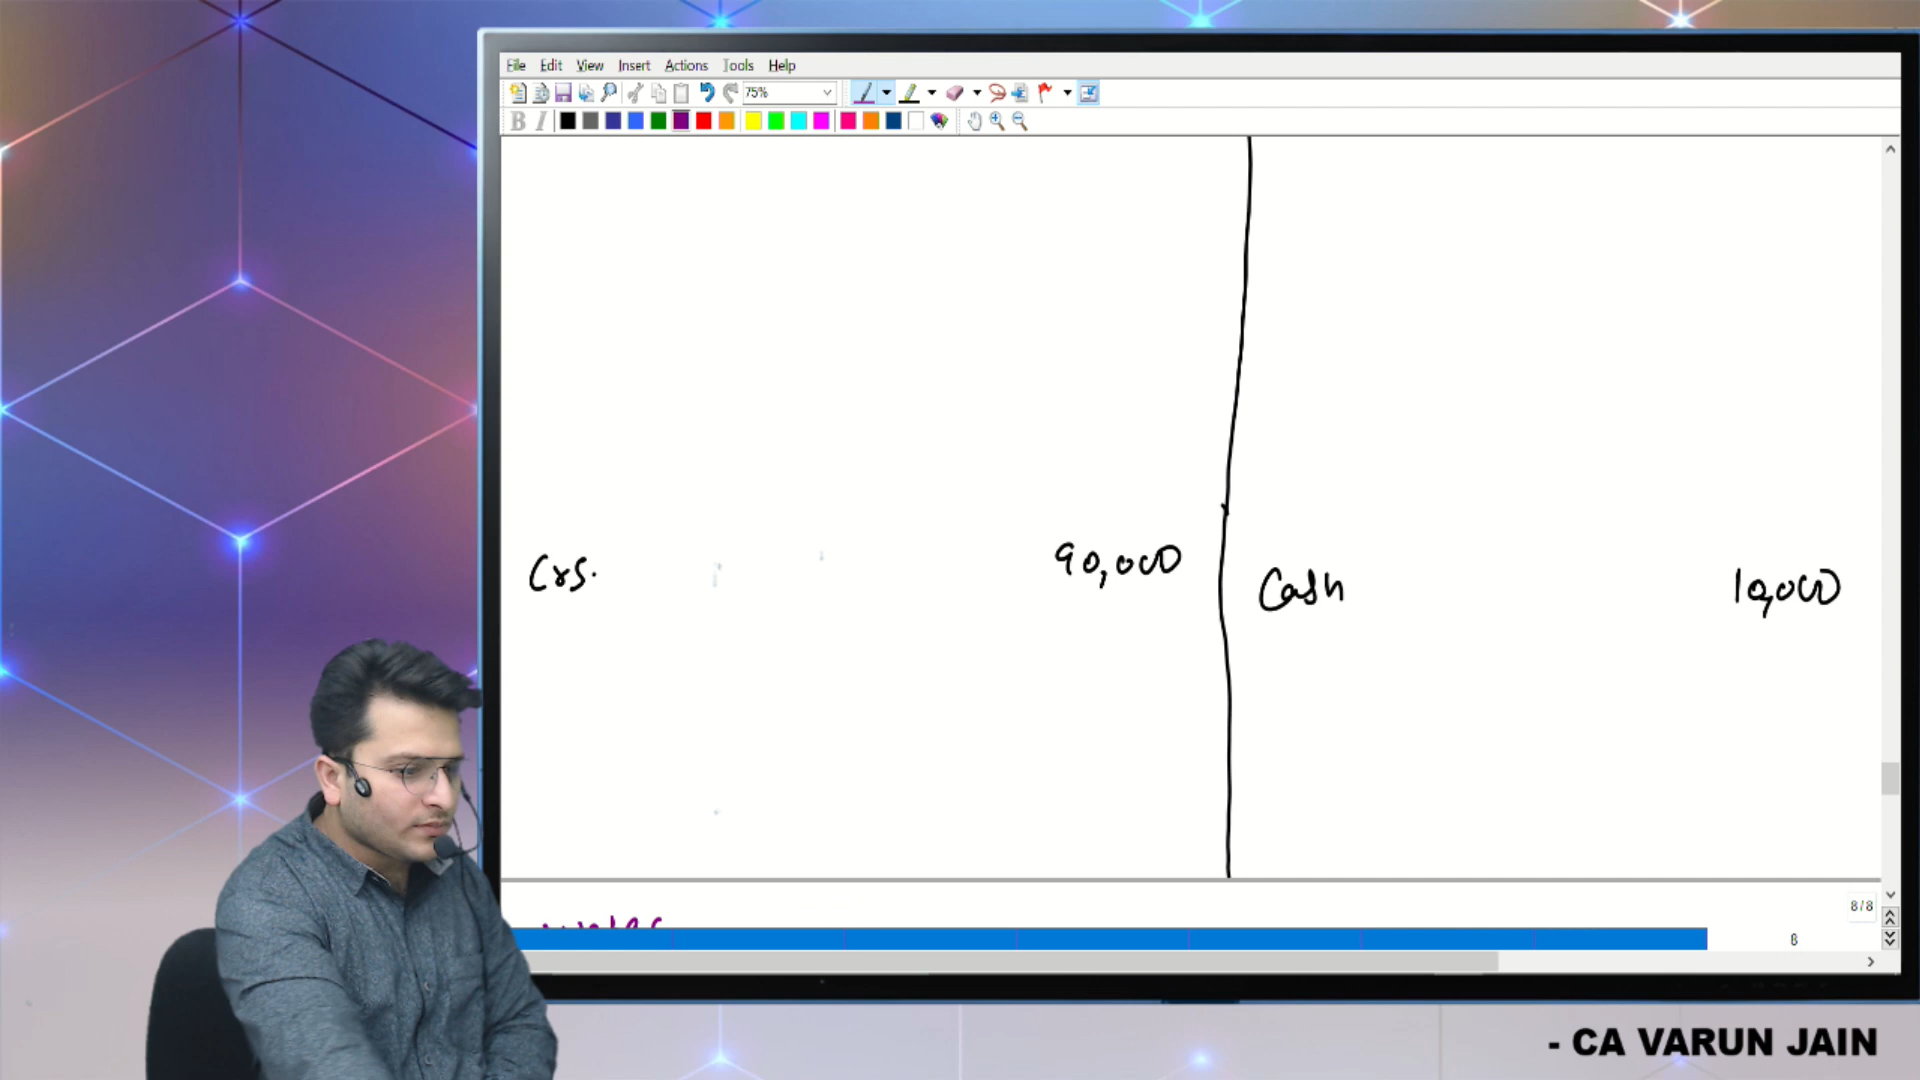 File Edit View Insert Actions Tools Help
75%
B I
Crs. 90,000 Cash 10,000
8/8
8
- CA VARUN JAIN